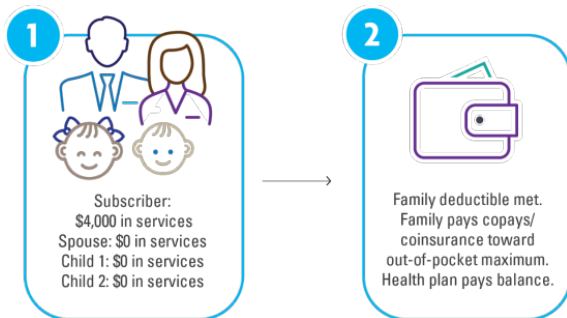 1
Subscriber:
$4,000 in services
Spouse: $0 in services
Child 1: $0 in services
Child 2: $0 in services
2
Family deductible met.
Family pays copays/
coinsurance toward
out-of-pocket maximum.
Health plan pays balance.